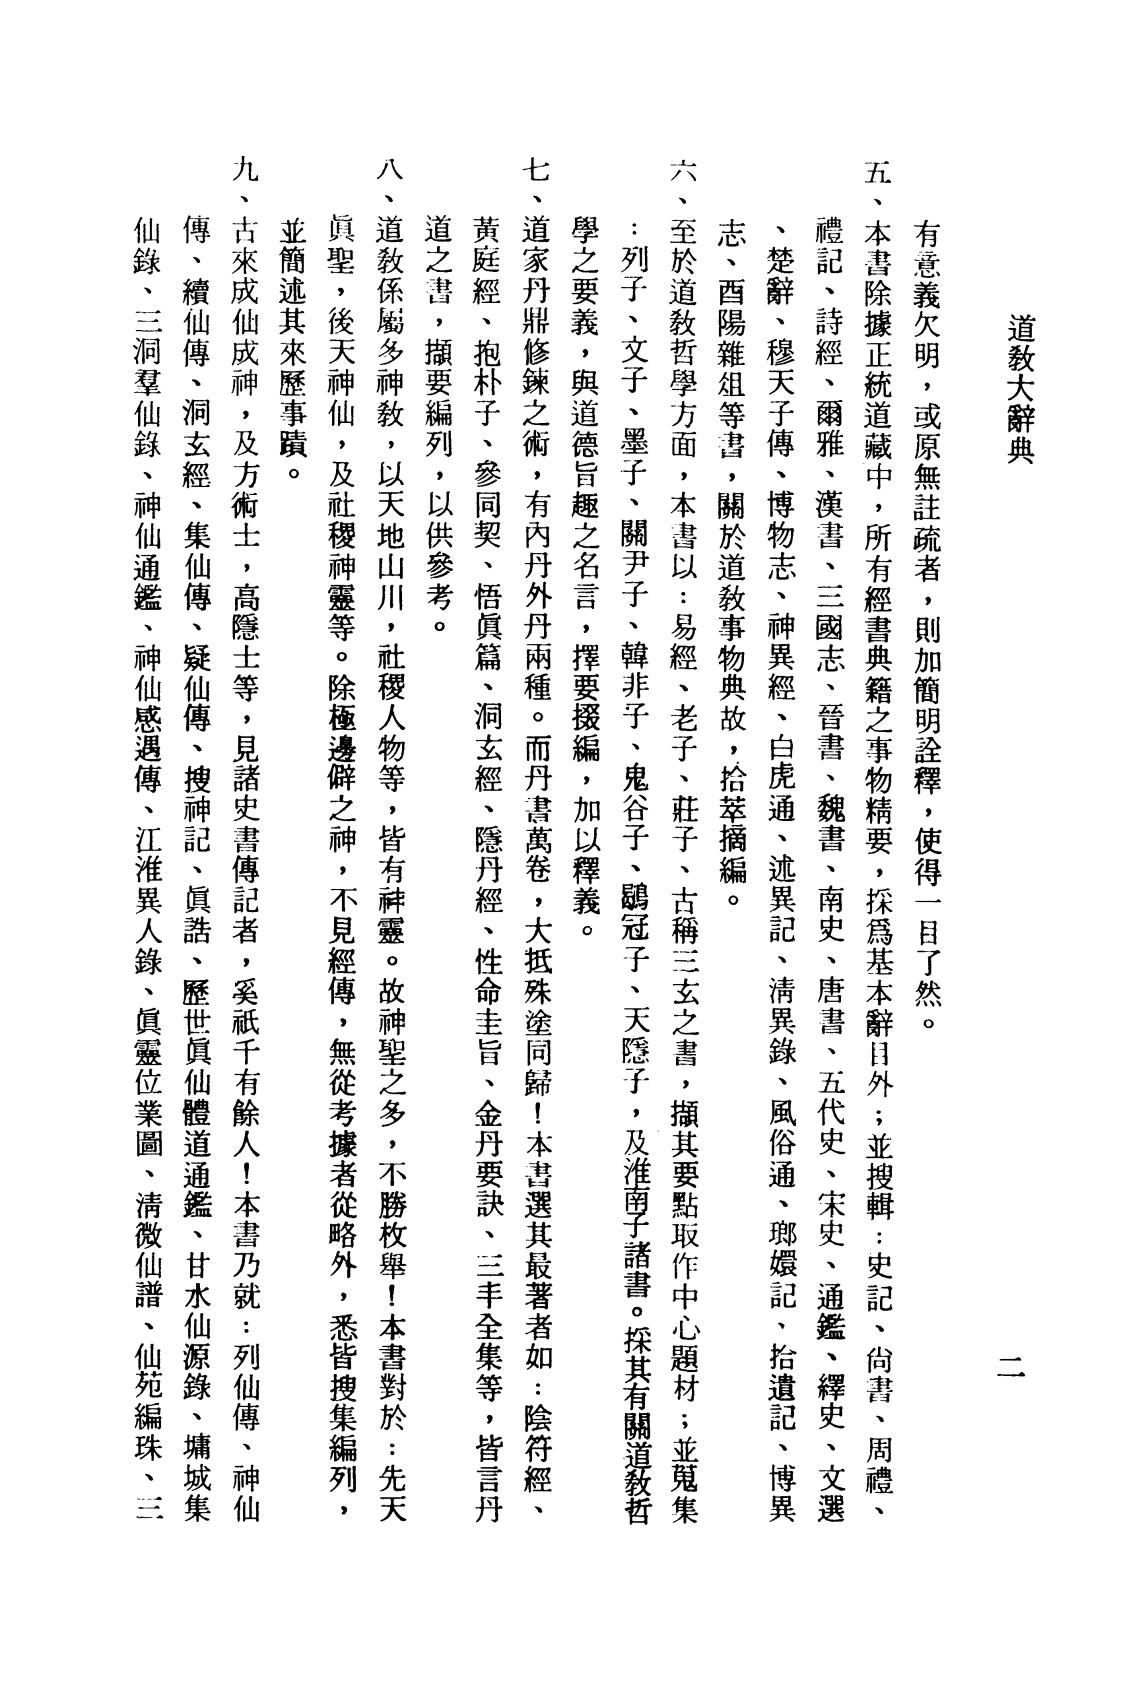 道敎大辭典
二
有意義欠明，或原無註疏者，則加簡明詮釋，使得一目了然。
五、本書除據正統道藏中，所有經書典籍之事物精要，採爲基本辭目外；並搜輯：史記、尙書、周禮、
禮記、詩經、爾雅、漢書、三國志、晉書、魏書、南史、唐書、五代史、宋史、通鑑、繹史、文選
、楚辭、穆天子傳、博物志、神異經、白虎通、述異記、淸異錄、風俗通、瑯嬛記、拾遺記、博異
志、酉陽雜俎等書，關於道敎事物典故，拾萃摘編。
六、至於道敎哲學方面，本書以：易經、老子、莊子、古稱三玄之書，擷其要點取作中心題材；並蒐集
：列子、文子、墨子、關尹子、韓非子、鬼谷子、鶡冠子、天隱子，及淮南子諸書。採其有關道敎哲
學之要義，與道德旨趣之名言，擇要掇編，加以釋義。
七、道家丹鼎修鍊之術，有內丹外丹兩種。而丹書萬卷，大抵殊塗同歸！本書選其最著者如：陰符經、
黃庭經、抱朴子、參同契、悟眞篇、洞玄經、隱丹經、性命圭旨、金丹要訣、三丰全集等，皆言丹
道之書，擷要編列，以供參考。
八、道敎係屬多神敎，以天地山川，社稷人物等，皆有神靈。故神聖之多，不勝枚舉！本書對於：先天
眞聖，後天神仙，及社稷神靈等。除極邊僻之神，不見經傳，無從考據者從略外，悉皆搜集編列，
並簡述其來歷事蹟。
九、古來成仙成神，及方術士，高隱士等，見諸史書傳記者，奚祇千有餘人！本書乃就：列仙傳、神仙
傳、續仙傳、洞玄經、集仙傳、疑仙傳、搜神記、眞誥、歷世眞仙體道通鑑、甘水仙源錄、墉城集
仙錄、三洞羣仙錄、神仙通鑑、神仙感遇傳、江淮異人錄、眞靈位業圖、淸微仙譜、仙苑編珠、三